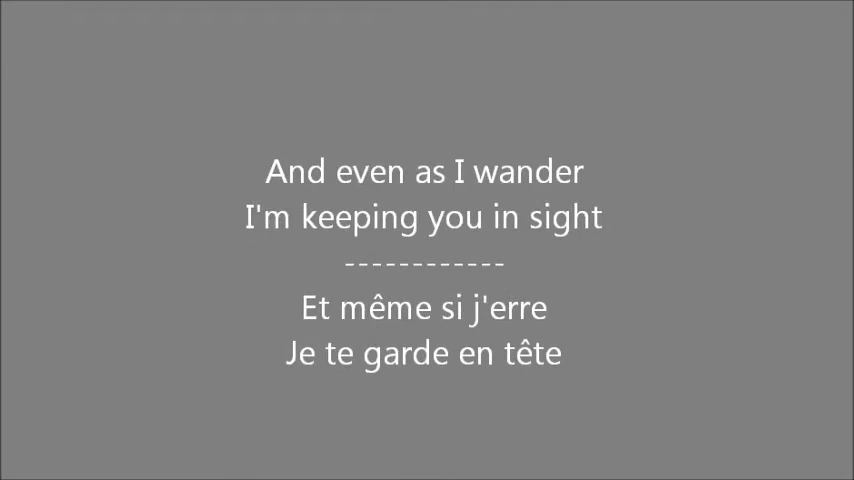 And even as I wander
I'm keeping you in sight
------------
Et même si j'erre
Je te garde en tête